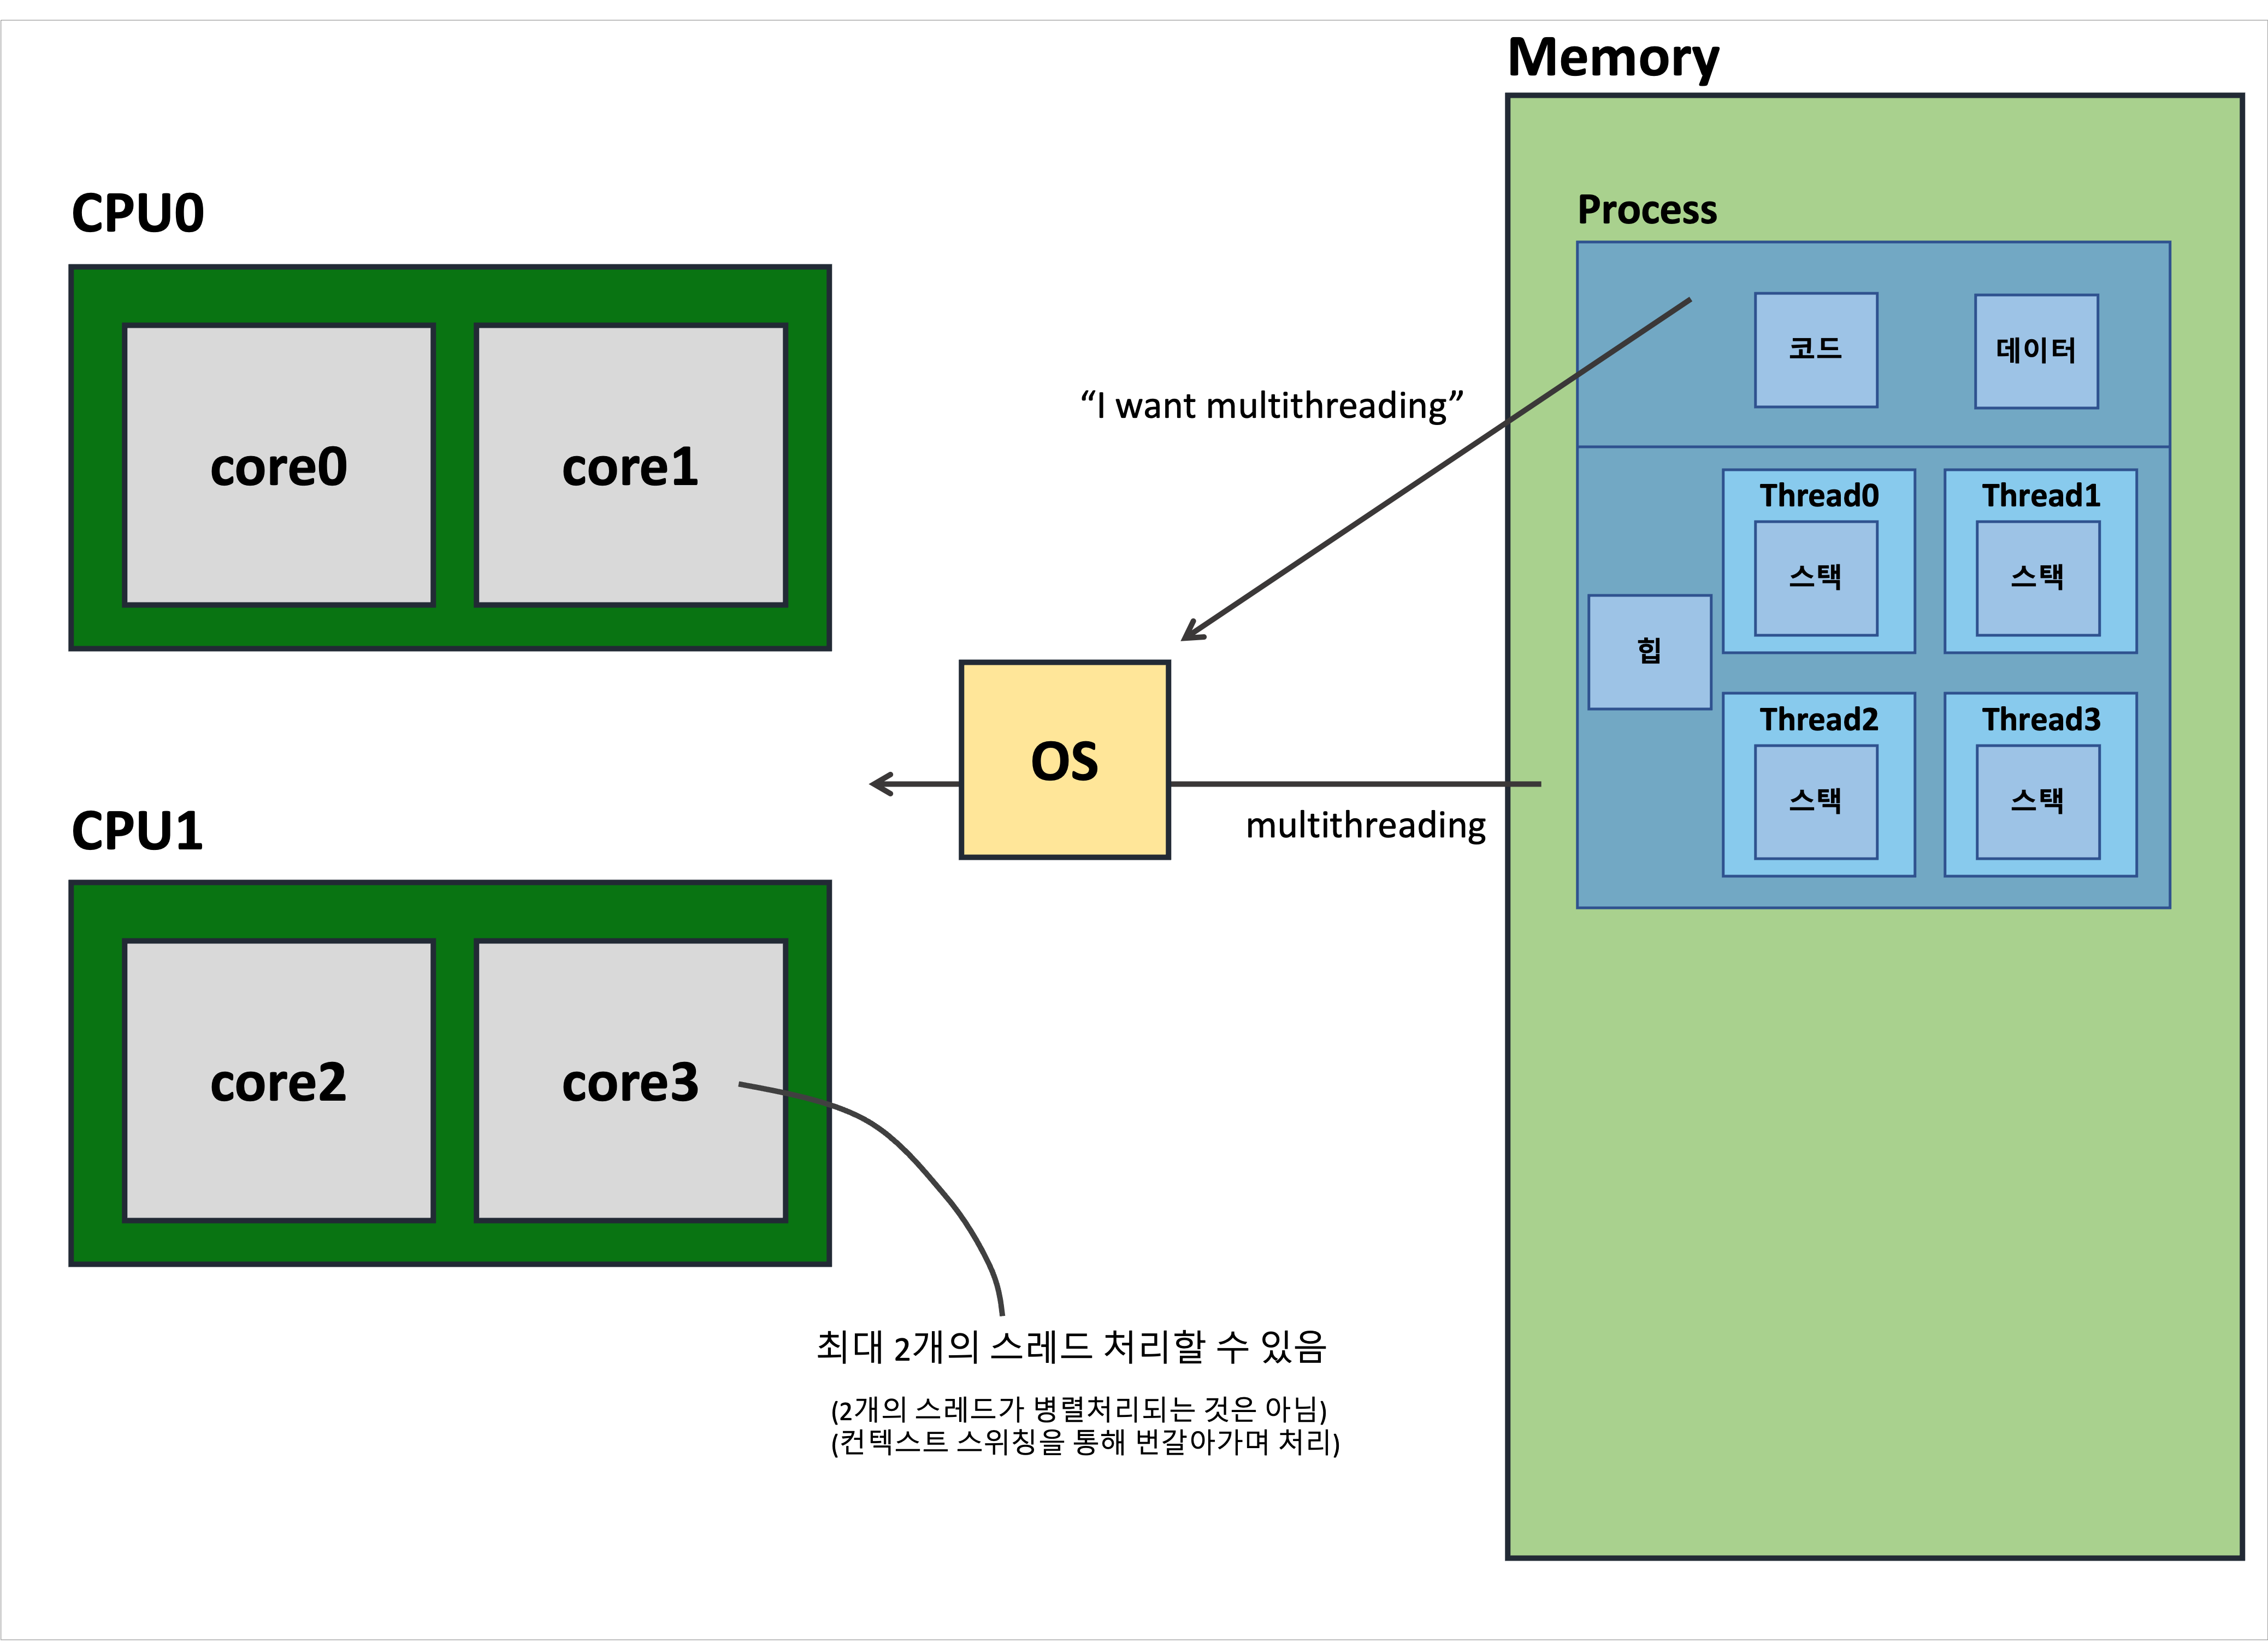 Memory
CPU0
Process
core0
core1
"I want multithreading"
코드
데이터
Thread0
Thread1
스택
스택
힙
Thread2
Thread3
스택
스택
OS
multithreading
CPU1
core2
core3
최대 2개의 스레드 처리할 수 있음
(2개의 스레드가 병렬처리되는 것은 아님)
(컨텍스트 스위칭을 통해 번갈아가며 처리)